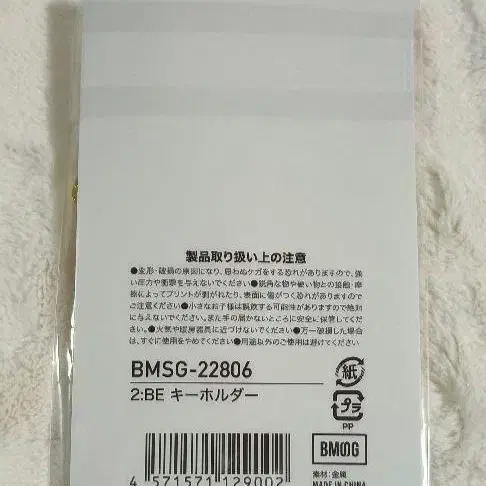 製品取り扱い上の注意
●変形・破損の原因になり、思わぬケガをする恐れがありますので、強
い圧力や衝撃を与えないでください●鋭角な物や硬い物との接触・摩
擦によってプリントが剥がれたり、表面に傷がつく恐れがありますので
ご注意ください●小さなお子様は誤飲する可能性がありますので絶対
に与えないでください。また手の届かないところに安全に保管してくだ
さい。●火気や暖房器具に近づけないでください●万一破損した場合
は、すぐに使用をやめてください●用途以外のご使用は避けてください
BMSG-22806
2:BE キーホルダー
紙
プラ
PP
BMSG
4 571571 129002
素材:金属
MADE IN CHINA